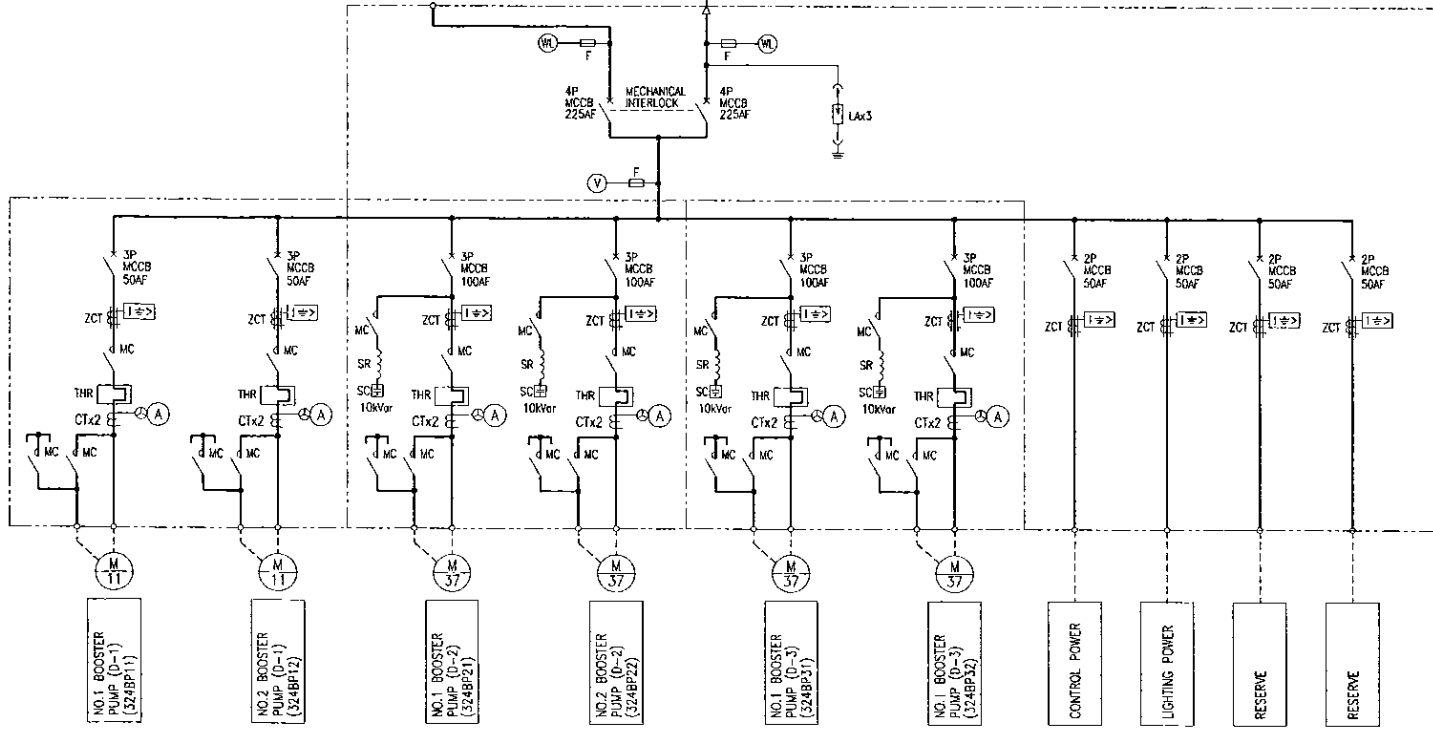 WL
F
F
WL
4P
MCCB
225AF
MECHANICAL
INTERLOCK
4P
MCCB
225AF
LAx3
V
F
3P
MCCB
50AF
3P
MCCB
50AF
3P
MCCB
100AF
3P
MCCB
100AF
3P
MCCB
100AF
3P
MCCB
100AF
2P
MCCB
50AF
2P
MCCB
50AF
2P
MCCB
50AF
2P
MCCB
50AF
ZCT
ZCT
MC
ZCT
MC
ZCT
MC
ZCT
MC
ZCT
ZCT
ZCT
ZCT
ZCT
MC
MC
MC
MC
MC
MC
SR
SR
SR
SR
SC
10kVar
SC
10kVar
SC
10kVar
SC
10kVar
THR
THR
THR
THR
THR
THR
CTx2
A
CTx2
A
CTx2
A
CTx2
A
CTx2
A
CTx2
A
MC
MC
MC
MC
MC
MC
MC
MC
MC
MC
MC
MC
M
11
M
11
M
37
M
37
M
37
M
37
NO.1 BOOSTER
PUMP (D-1)
(324BP11)
NO.2 BOOSTER
PUMP (D-1)
(324BP12)
NO.1 BOOSTER
PUMP (D-2)
(324BP21)
NO.2 BOOSTER
PUMP (D-2)
(324BP22)
NO.1 BOOSTER
PUMP (D-3)
(324BP31)
NO.1 BOOSTER
PUMP (D-3)
(324BP32)
CONTROL POWER
LIGHTING POWER
RESERVE
RESERVE